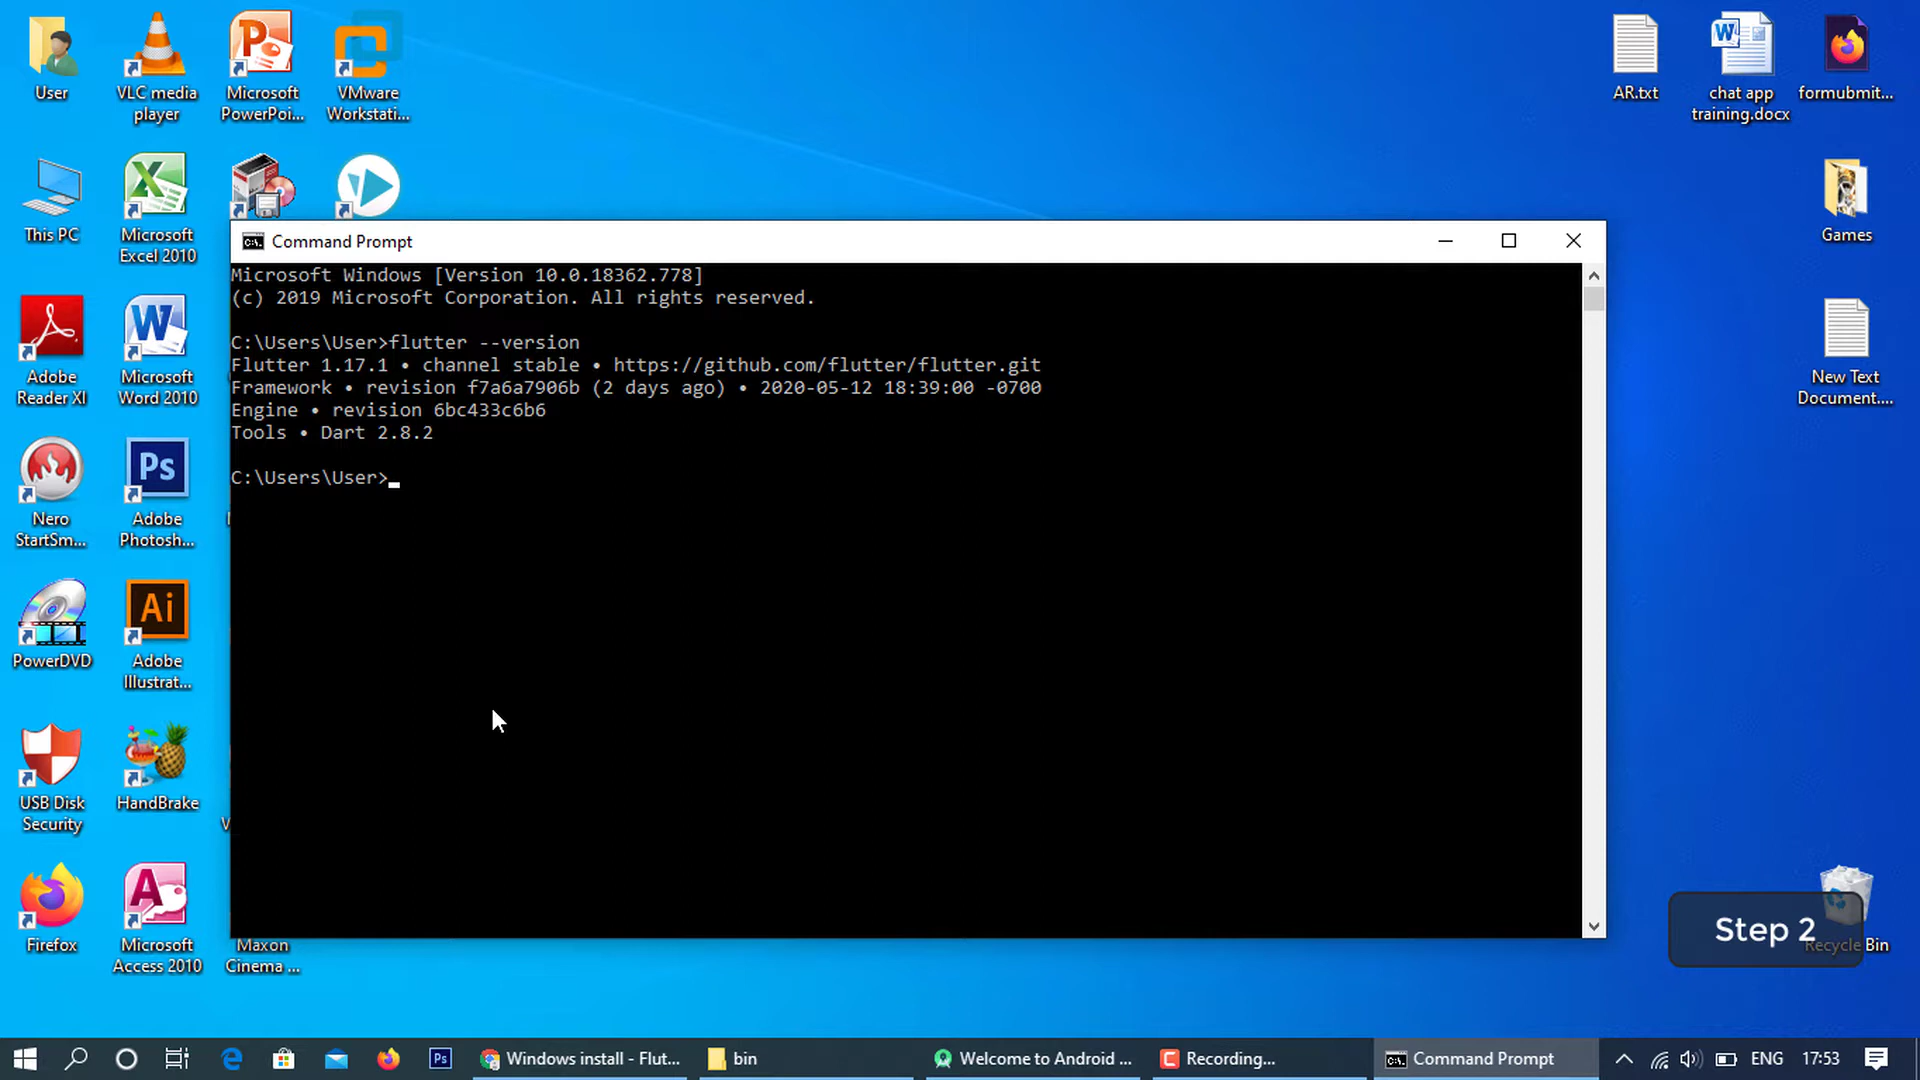 User
VLC media
player
Microsoft
PowerPoi...
VMware
Workstati...
AR.txt
chat app
training.docx
formubmit...
This PC
Microsoft
Excel 2010
Games
Adobe
Reader XI
Microsoft
Word 2010
New Text
Document....
Nero
StartSm...
Adobe
Photosh...
PowerDVD
Adobe
Illustrat...
USB Disk
Security
HandBrake
Firefox
Microsoft
Access 2010
Maxon
Cinema ...
Recycle Bin
Command Prompt
Microsoft Windows [Version 10.0.18362.778]
(c) 2019 Microsoft Corporation. All rights reserved.
C:\Users\User>flutter --version
Flutter 1.17.1 • channel stable • https://github.com/flutter/flutter.git
Framework • revision f7a6a7906b (2 days ago) • 2020-05-12 18:39:00 -0700
Engine • revision 6bc433c6b6
Tools • Dart 2.8.2
C:\Users\User>
Step 2
Windows install - Flut...
bin
Welcome to Android ...
Recording...
Command Prompt
ENG
17:53